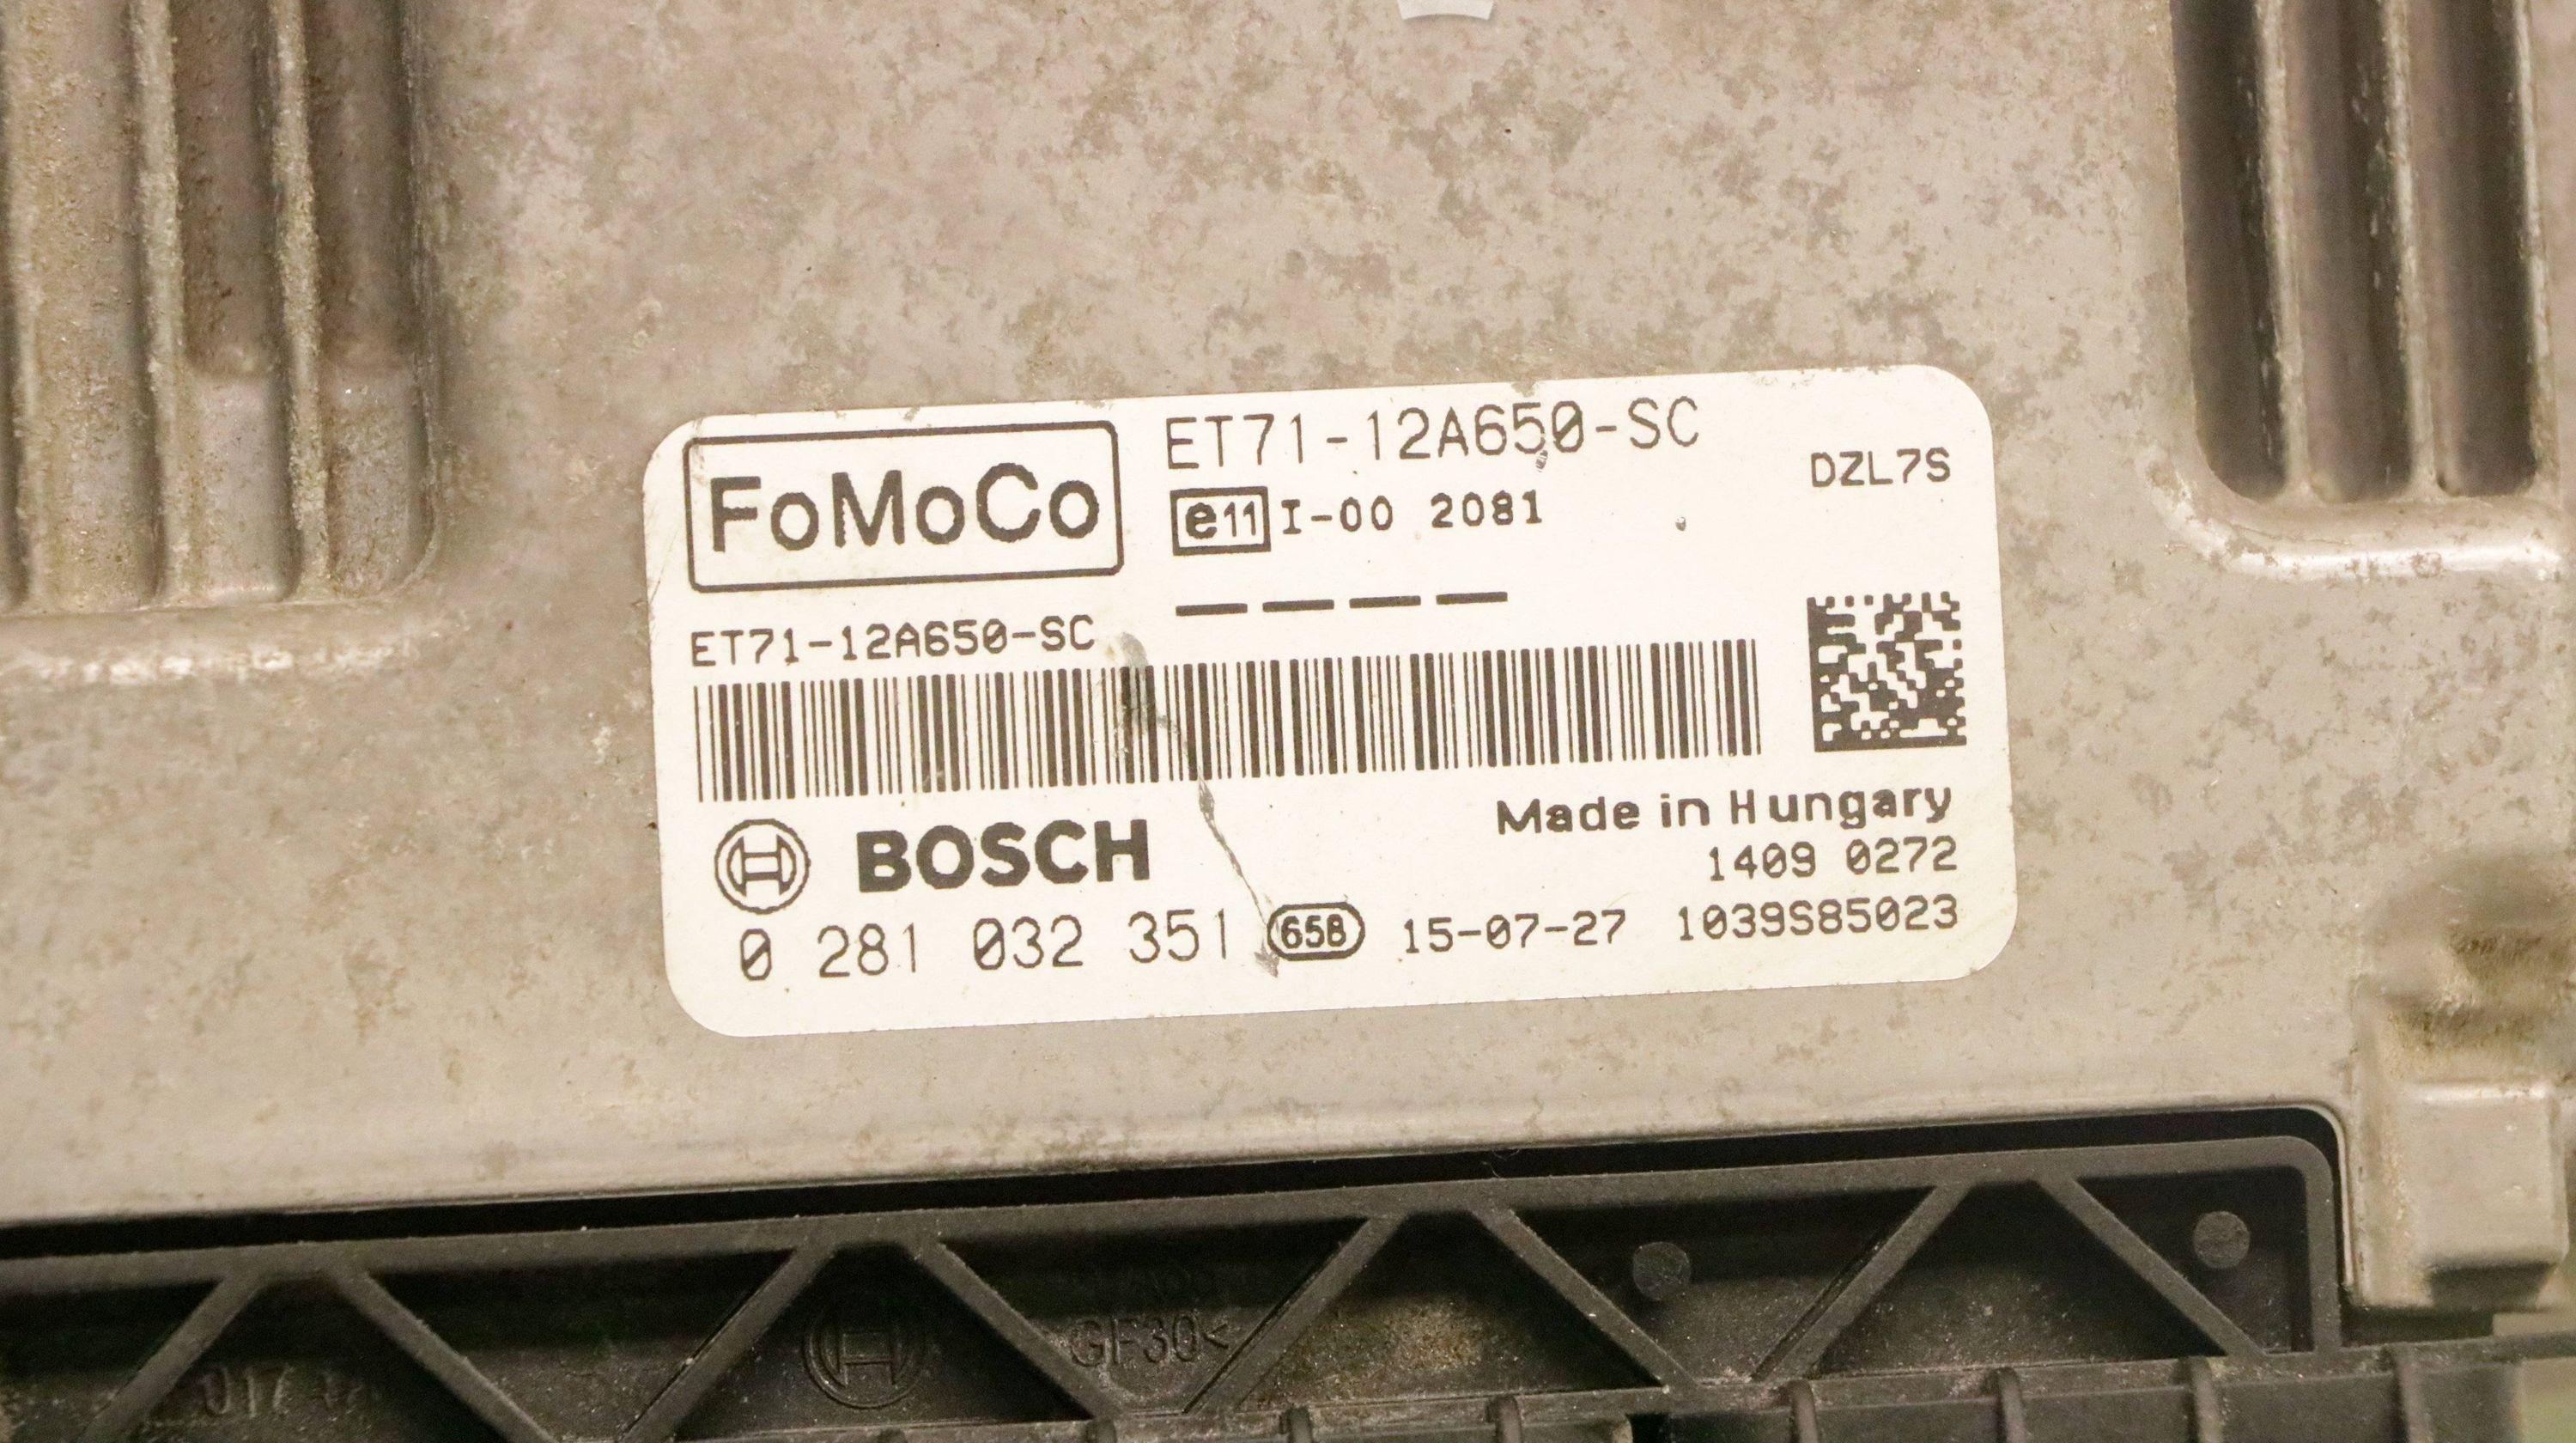 FoMoCo
ET71-12A650-SC
DZL7S
e11 I-00 2081
ET71-12A650-SC
BOSCH
Made in Hungary
1409 0272
0 281 032 351 658 15-07-27 1039S85023
GF30<